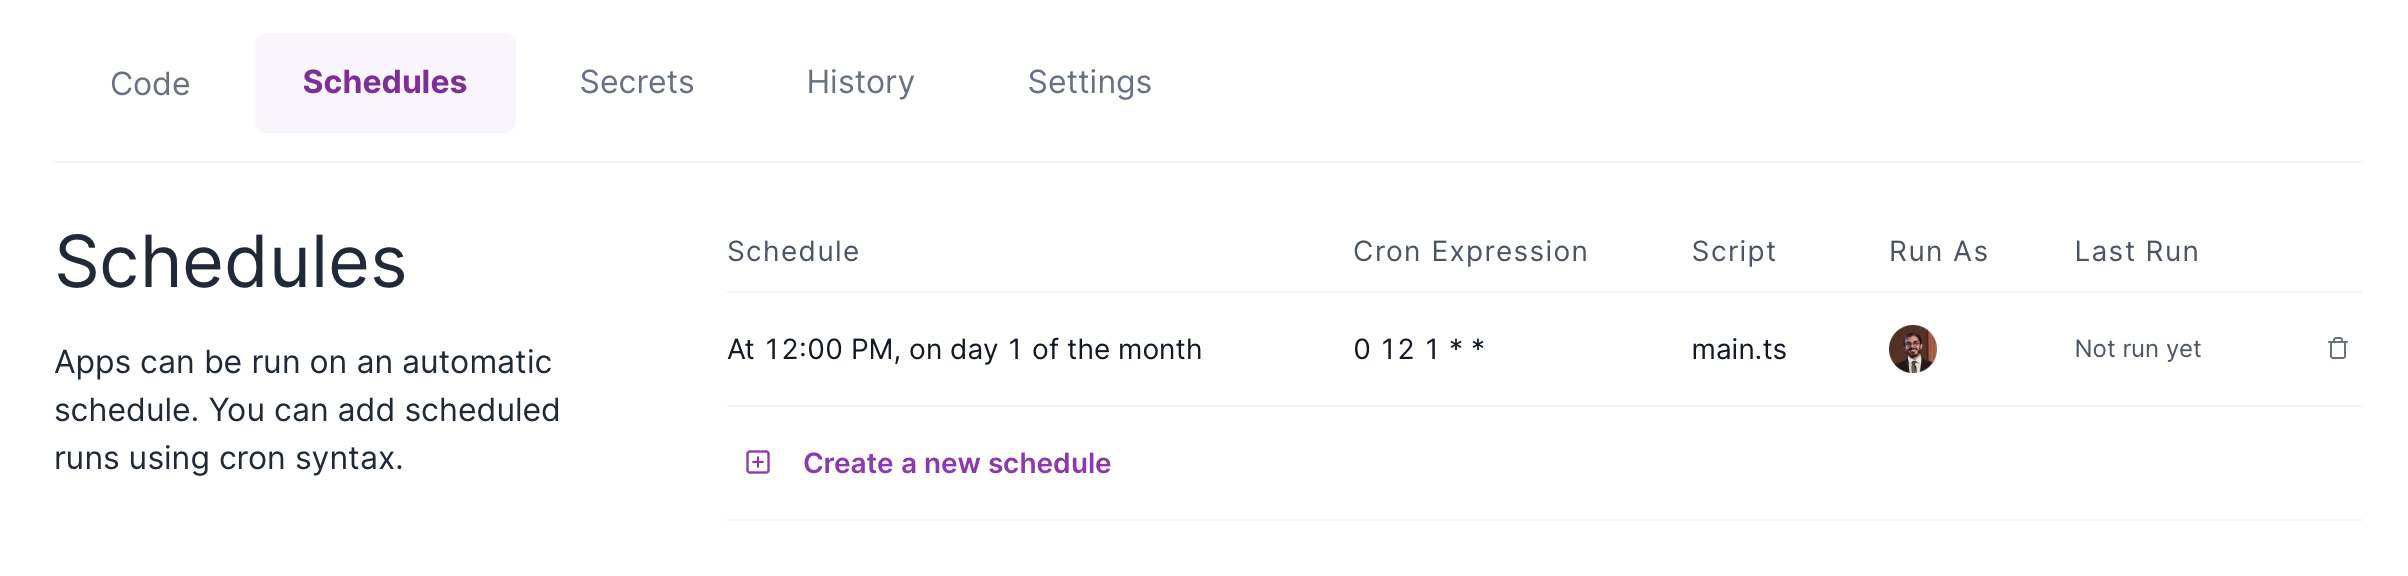 Code
Schedules
Secrets
History
Settings
Schedules
Apps can be run on an automatic
schedule. You can add scheduled
runs using cron syntax.
Schedule
Cron Expression
Script
Run As
Last Run
At 12:00 PM, on day 1 of the month
0 12 1 * *
main.ts
Not run yet
Create a new schedule